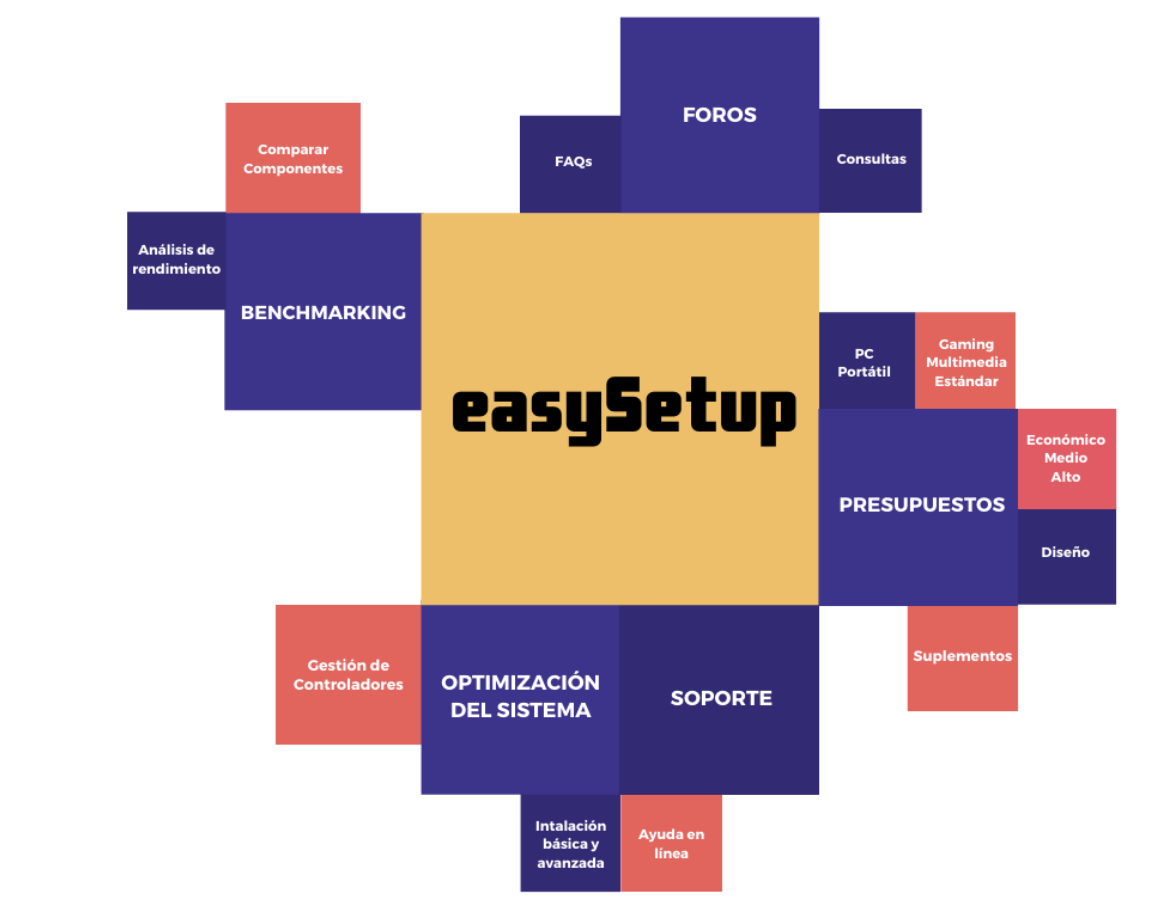 FOROS
FAQs
Consultas
Comparar
Componentes
Análisis de
rendimiento
BENCHMARKING
easySetup
PC
Portátil
Gaming
Multimedia
Estándar
Económico
Medio
Alto
PRESUPUESTOS
Diseño
Suplementos
Gestión de
Controladores
OPTIMIZACIÓN
DEL SISTEMA
SOPORTE
Intalación
básica y
avanzada
Ayuda en
línea